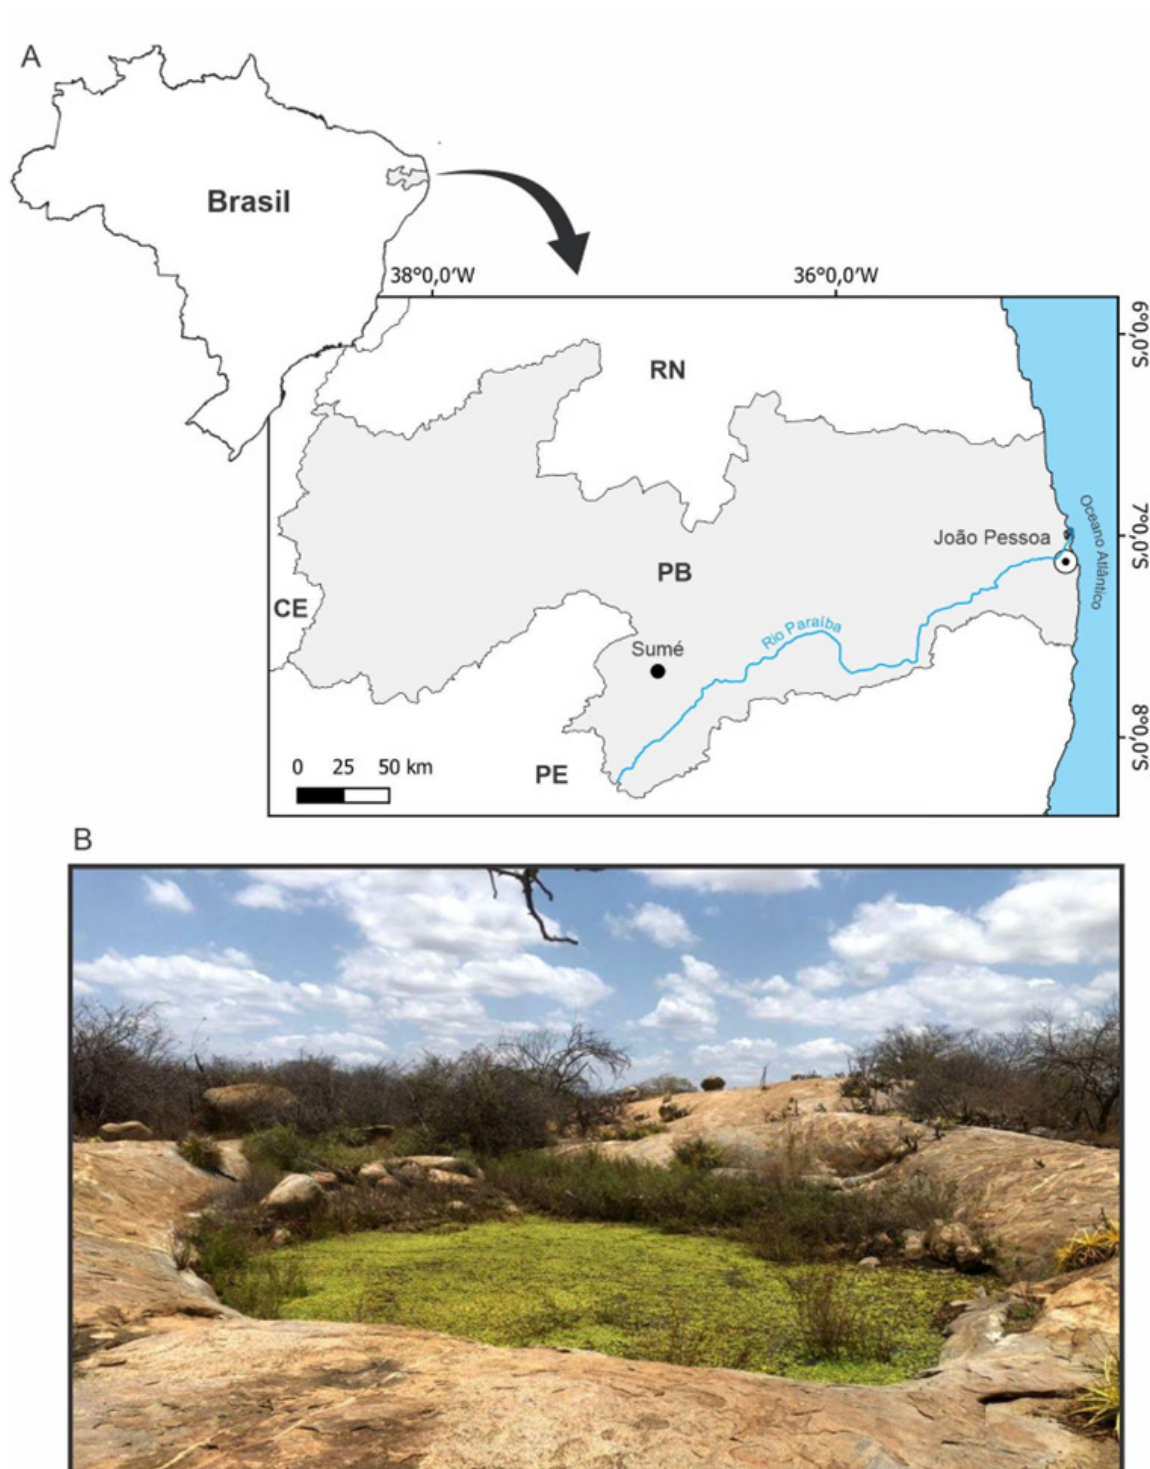 A
Brasil
38°0,0'W
36°0,0'W
6°0,0'S
RN
Oceano Atlântico
João Pessoa
7°0,0'S
PB
CE
Rio Paraíba
Sumé
8°0,0'S
0 25 50 km
PE
B